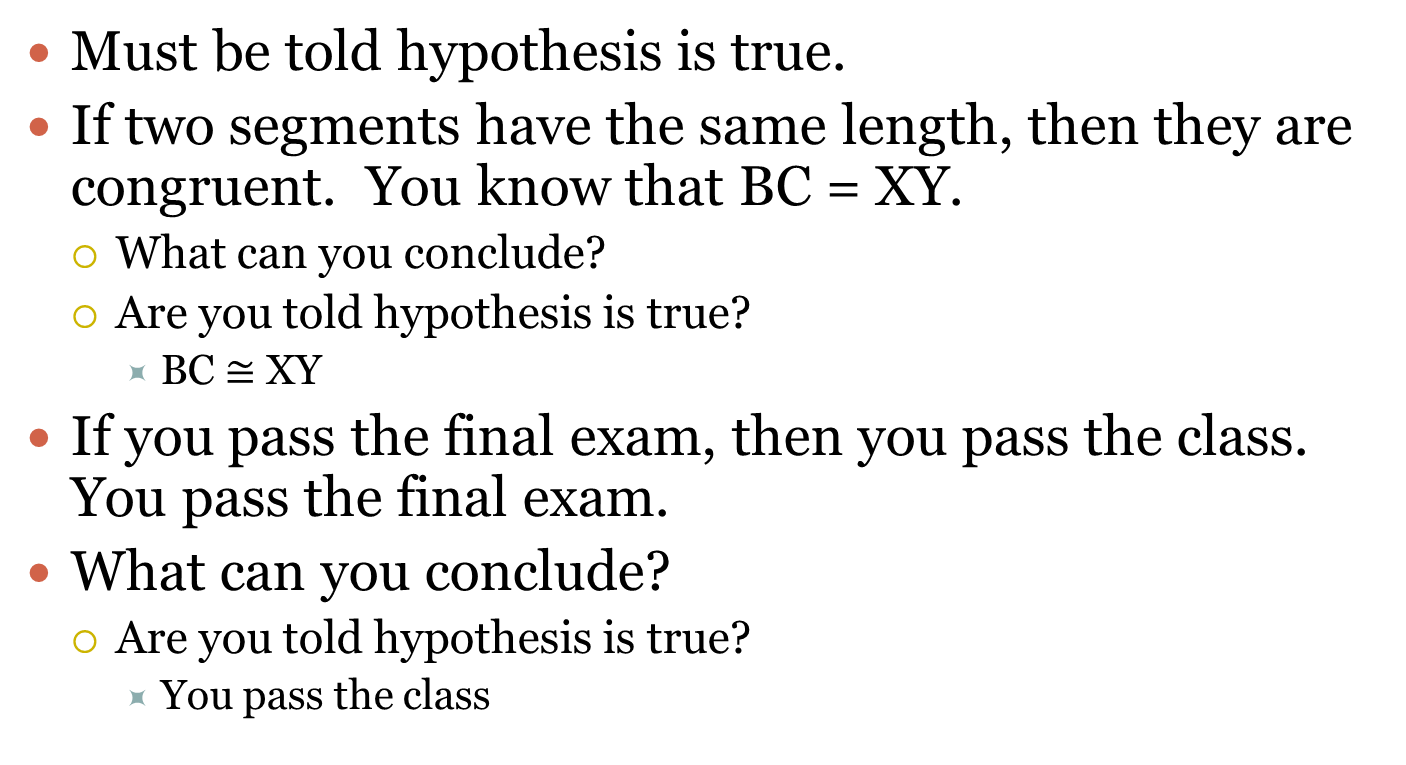 Must be told hypothesis is true.
If two segments have the same length, then they are
congruent.  You know that BC = XY.
What can you conclude?
Are you told hypothesis is true?
BC ≅ XY
If you pass the final exam, then you pass the class.
You pass the final exam.
What can you conclude?
Are you told hypothesis is true?
You pass the class